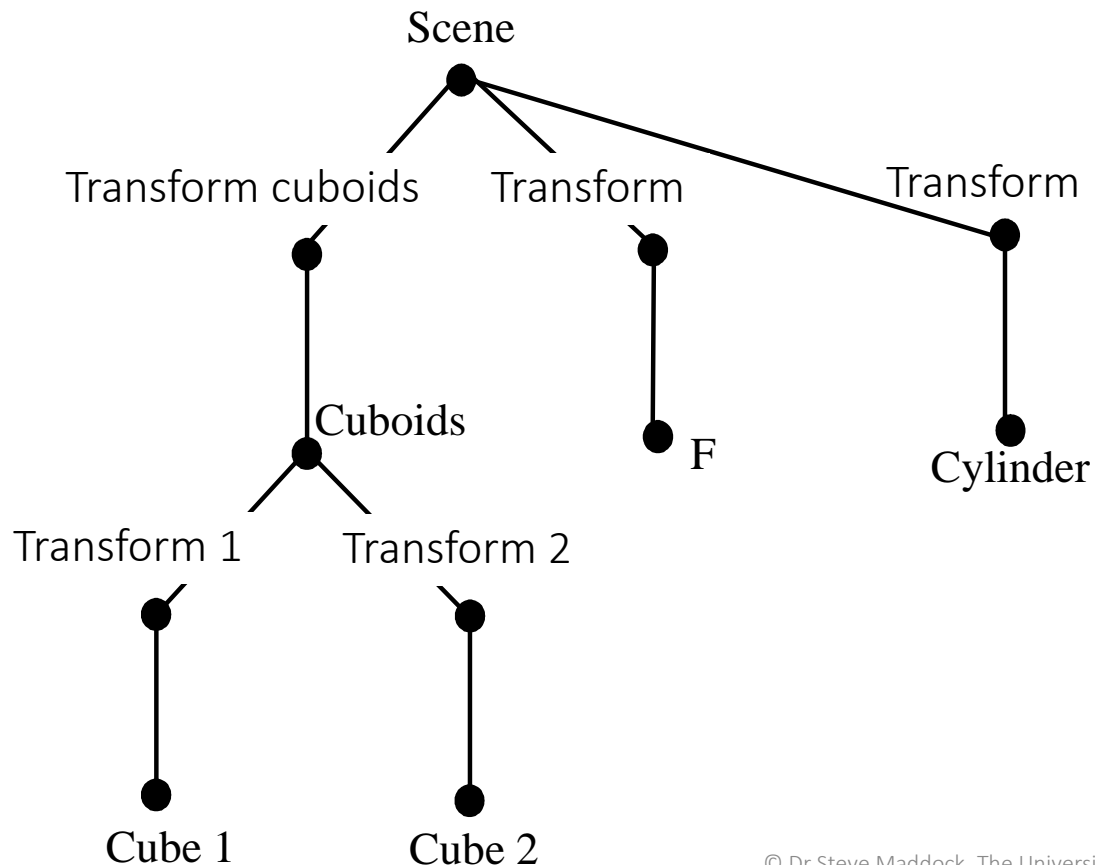 Scene
Transform cuboids
Transform
Transform
Cuboids
F
Cylinder
Transform 1
Transform 2
Cube 1
Cube 2
© Dr Steve Maddock, The